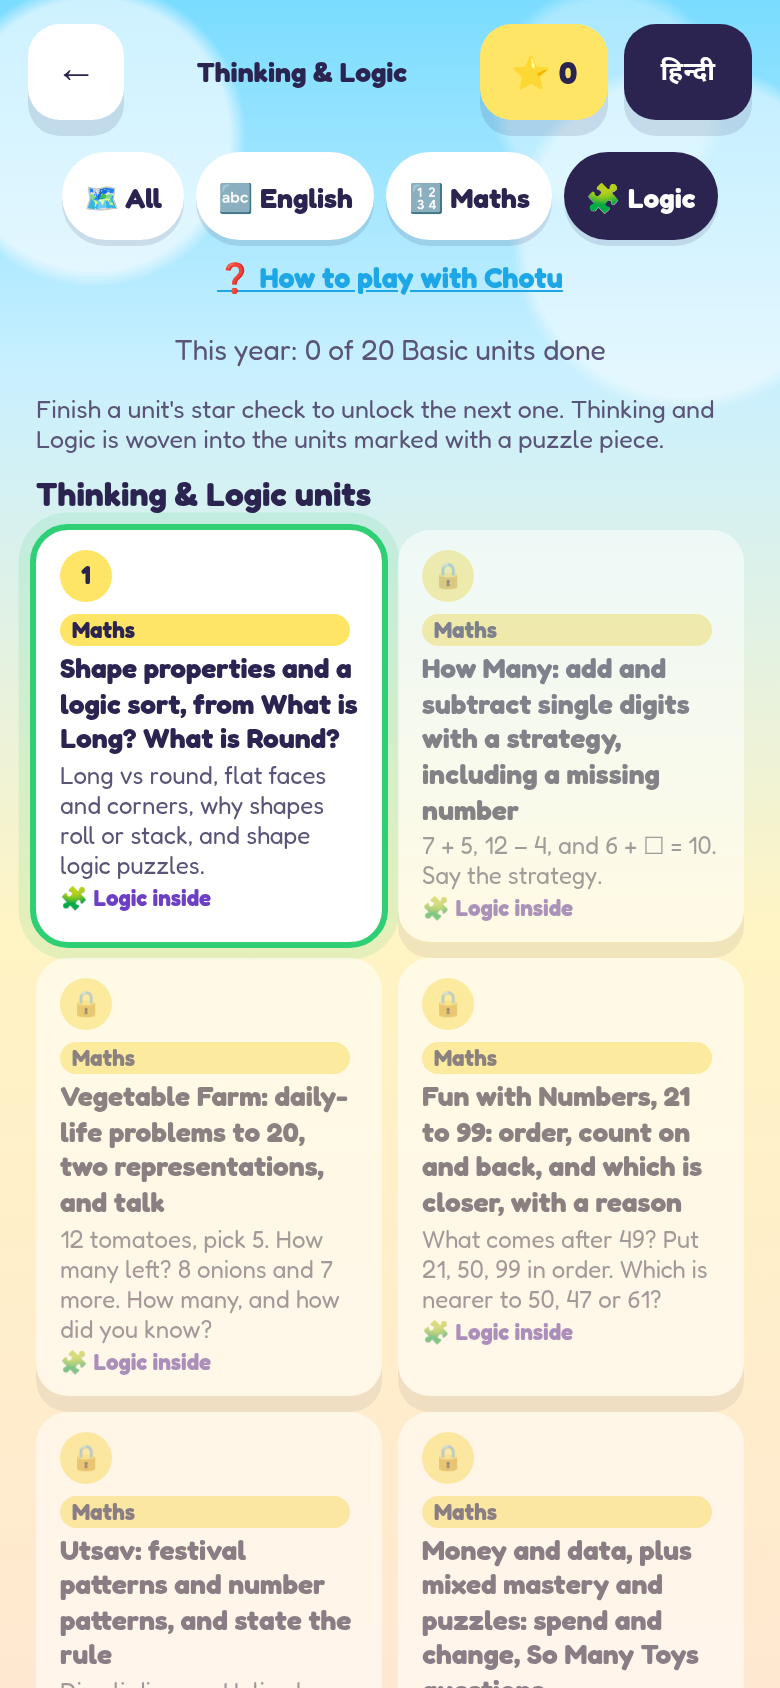 ←
Thinking & Logic
⭐ 0
हिन्दी
🗺️ All
🔤 English
🔢 Maths
🧩 Logic
❓ How to play with Chotu
This year: 0 of 20 Basic units done
Finish a unit's star check to unlock the next one. Thinking and
Logic is woven into the units marked with a puzzle piece.
Thinking & Logic units
1
Maths
Shape properties and a
logic sort, from What is
Long? What is Round?
Long vs round, flat faces
and corners, why shapes
roll or stack, and shape
logic puzzles.
🧩 Logic inside
🔒
Maths
How Many: add and
subtract single digits
with a strategy,
including a missing
number
7 + 5, 12 − 4, and 6 + ☐ = 10.
Say the strategy.
🧩 Logic inside
🔒
Maths
Vegetable Farm: daily-
life problems to 20,
two representations,
and talk
12 tomatoes, pick 5. How
many left? 8 onions and 7
more. How many, and how
did you know?
🧩 Logic inside
🔒
Maths
Fun with Numbers, 21
to 99: order, count on
and back, and which is
closer, with a reason
What comes after 49? Put
21, 50, 99 in order. Which is
nearer to 50, 47 or 61?
🧩 Logic inside
🔒
Maths
Utsav: festival
patterns and number
patterns, and state the
rule
🔒
Maths
Money and data, plus
mixed mastery and
puzzles: spend and
change, So Many Toys